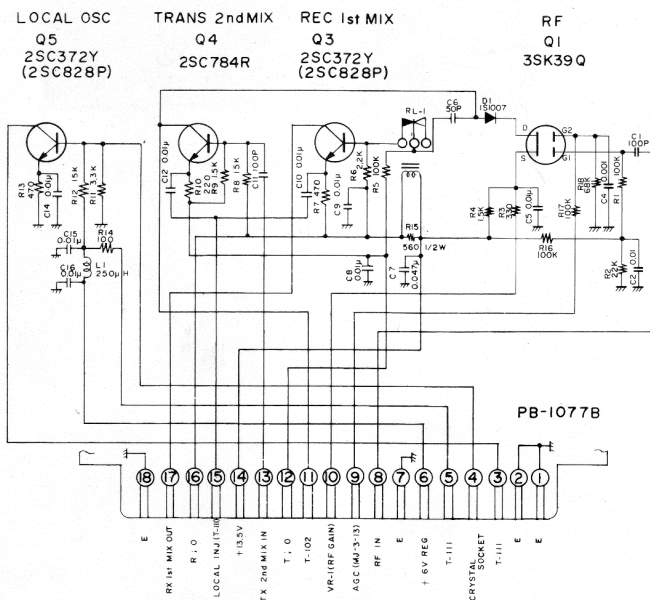 LOCAL OSC
Q5
2SC372Y
(2SC828P)
TRANS 2nd MIX
Q4
2SC784R
REC 1st MIX
Q3
2SC372Y
(2SC828P)
RF
Q1
3SK39Q
RL-1
C6
50P
D1
1S1007
D
G2
S
G1
C1
100P
R13
470
C14
0.01μ
R12 1.5K
R11 3.3K
C12 0.01μ
R10
220
R9 1.5K
R8 1.5K
C11 100P
C10 0.01μ
R7 470
C9 0.01μ
R6
2.2K
R5 100K
R4
1.5K
R3
330
C5 0.01μ
R17
100K
68K
C4
0.001
R1
100K
C15
0.01μ
R14
100
C16
0.01μ
L1
250μH
R15
560 1/2W
C8
0.01μ
C7
0.047μ
R16
100K
R2
22K
C2 0.01
PB-1077B
18
17
16
15
14
13
12
11
10
9
8
7
6
5
4
3
2
1
E
RX 1st MIX OUT
R ; 0
LOCAL INJ.(T-111)
+13.5V
TX 2nd MIX IN
T ; 0
T-102
VR-1(RF GAIN)
AGC (MJ-3-13)
RF IN
E
+ 6V REG
T-111
CRYSTAL SOCKET
T-111
E
E